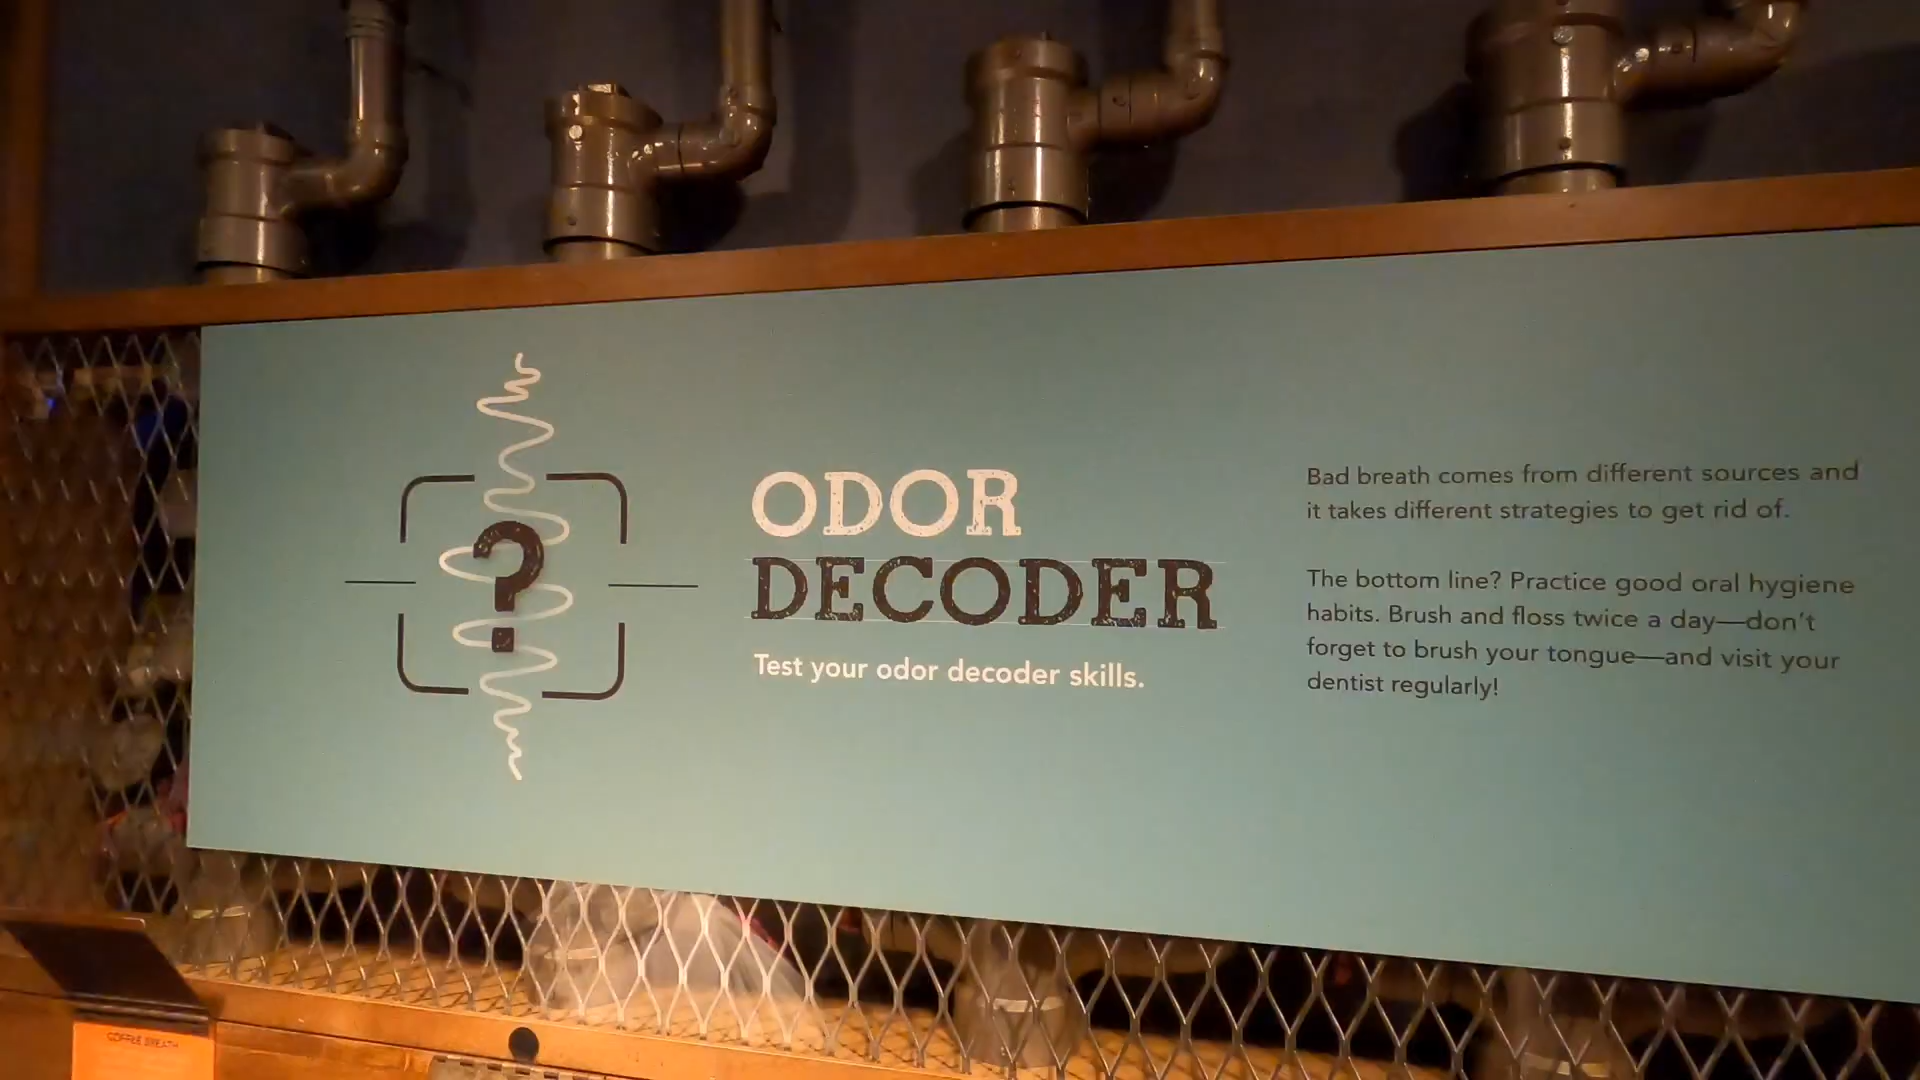 ?
ODOR
DECODER
Test your odor decoder skills.
Bad breath comes from different sources and
it takes different strategies to get rid of.
The bottom line? Practice good oral hygiene
habits. Brush and floss twice a day—don't
forget to brush your tongue—and visit your
dentist regularly!
COFFEE BREATH